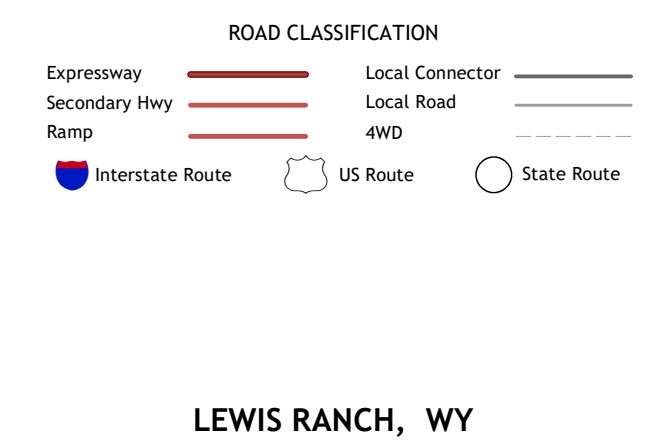 ROAD CLASSIFICATION
Expressway
Local Connector
Secondary Hwy
Local Road
Ramp
4WD
Interstate Route
US Route
State Route
LEWIS RANCH, WY